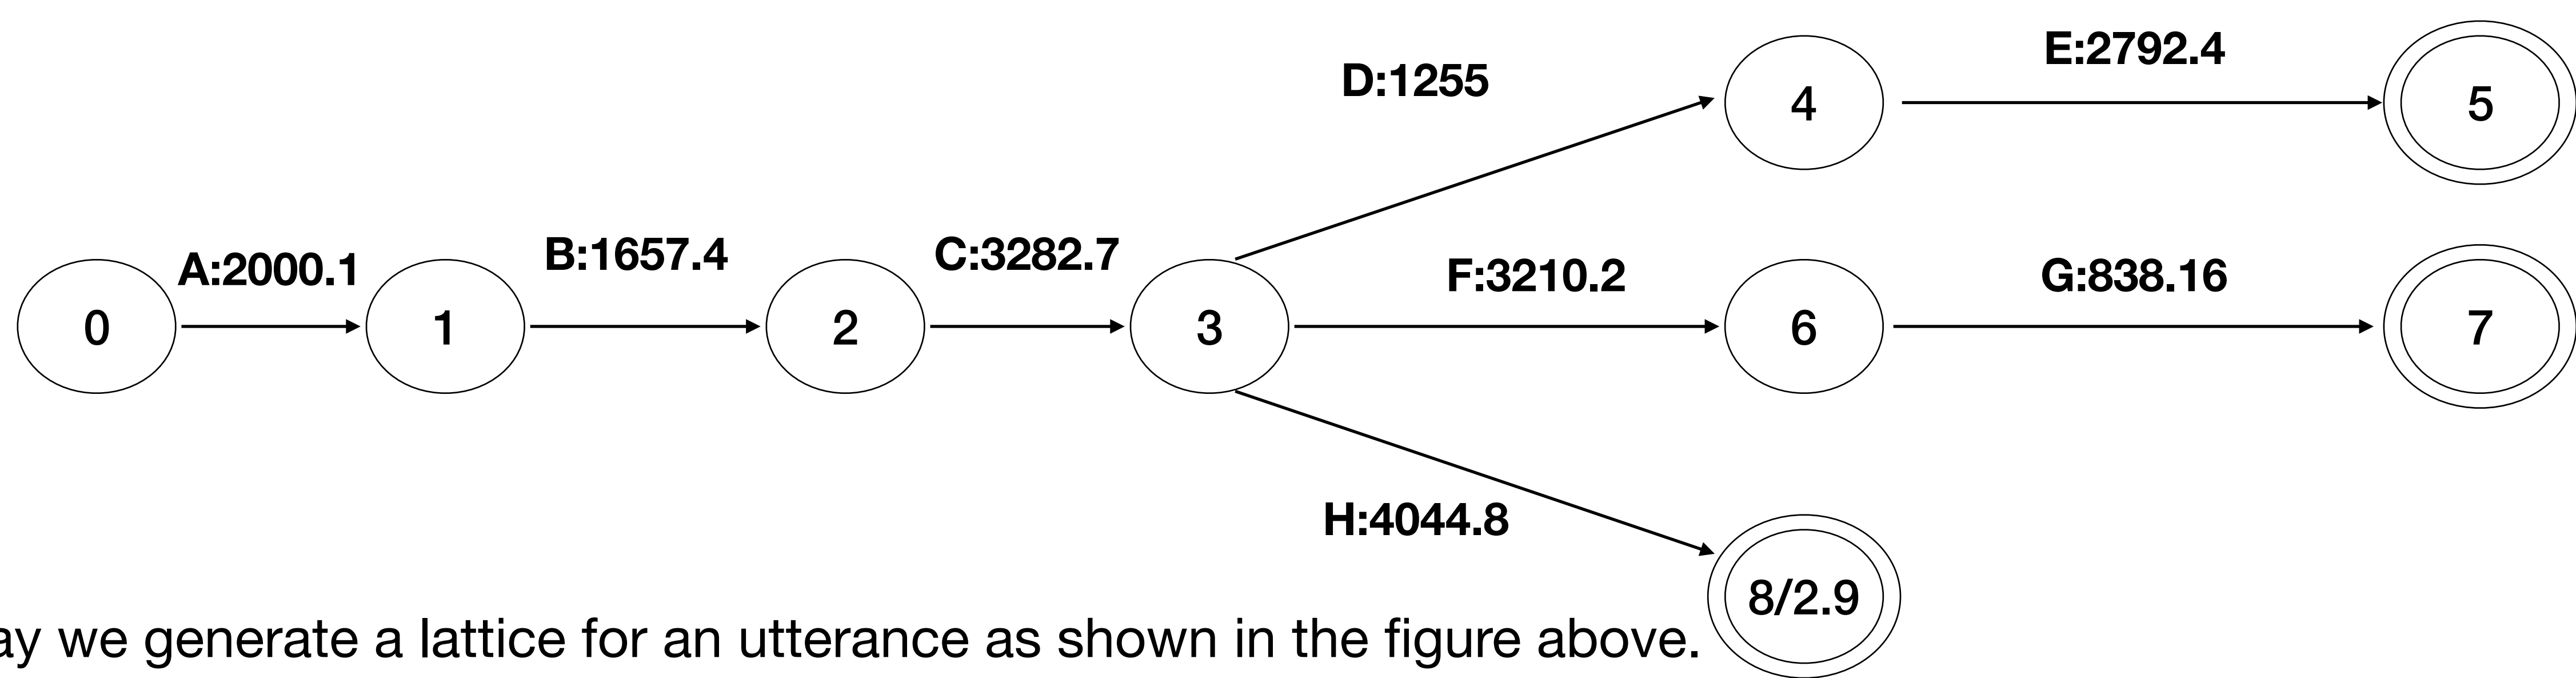 D:1255
E:2792.4
4
5
A:2000.1
B:1657.4
C:3282.7
F:3210.2
G:838.16
0
1
2
3
6
7
H:4044.8
8/2.9
we generate a lattice for an utterance as shown in the figure above.